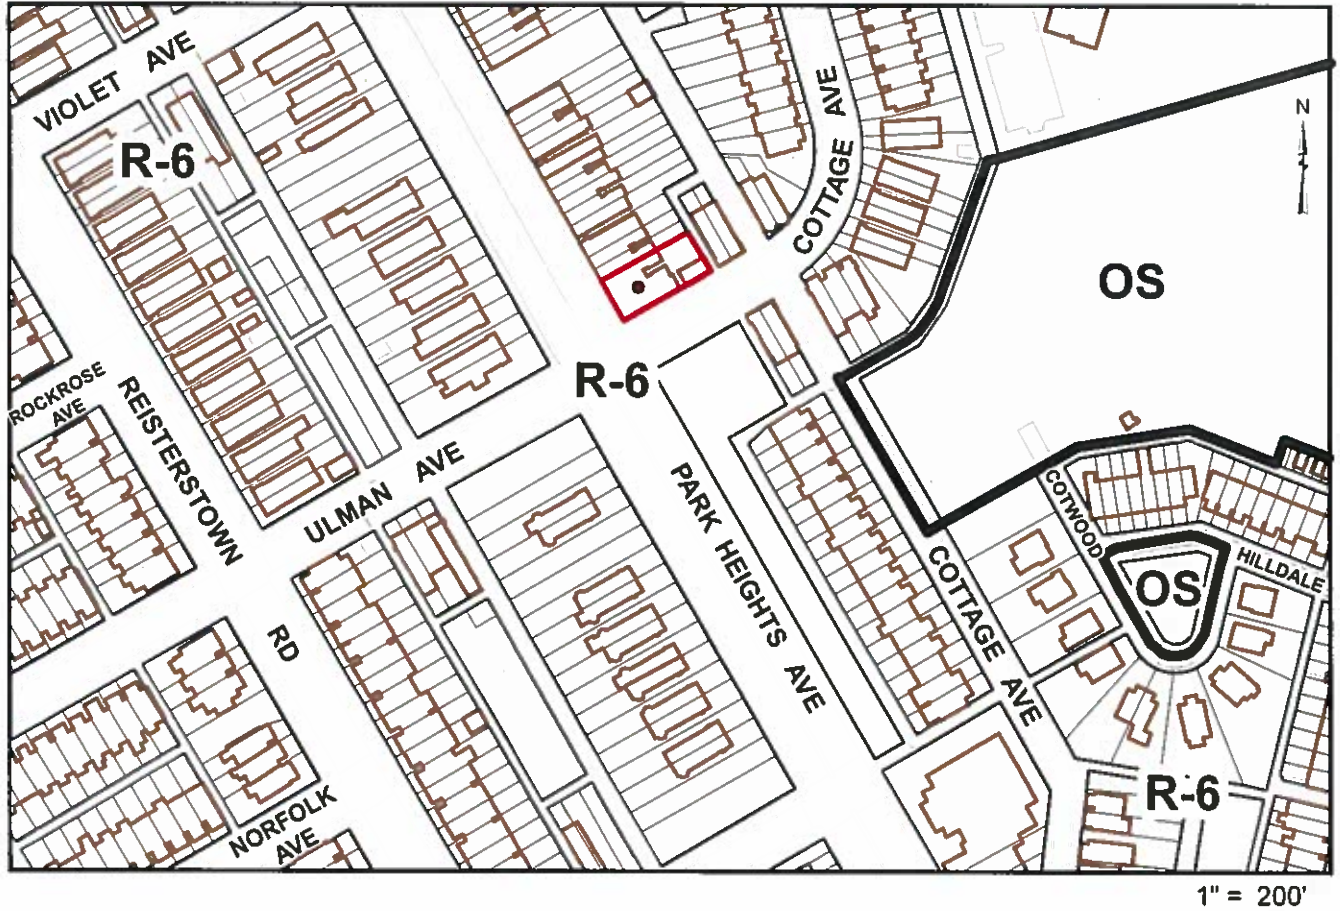 VIOLET AVE
R-6
COTTAGE AVE
N
OS
R-6
ROCKROSE
AVE
REISTERSTOWN
RD
ULMAN AVE
PARK HEIGHTS AVE
COTTAGE AVE
COTWOOD
OS
HILLDALE
R-6
NORFOLK
AVE
1" = 200'